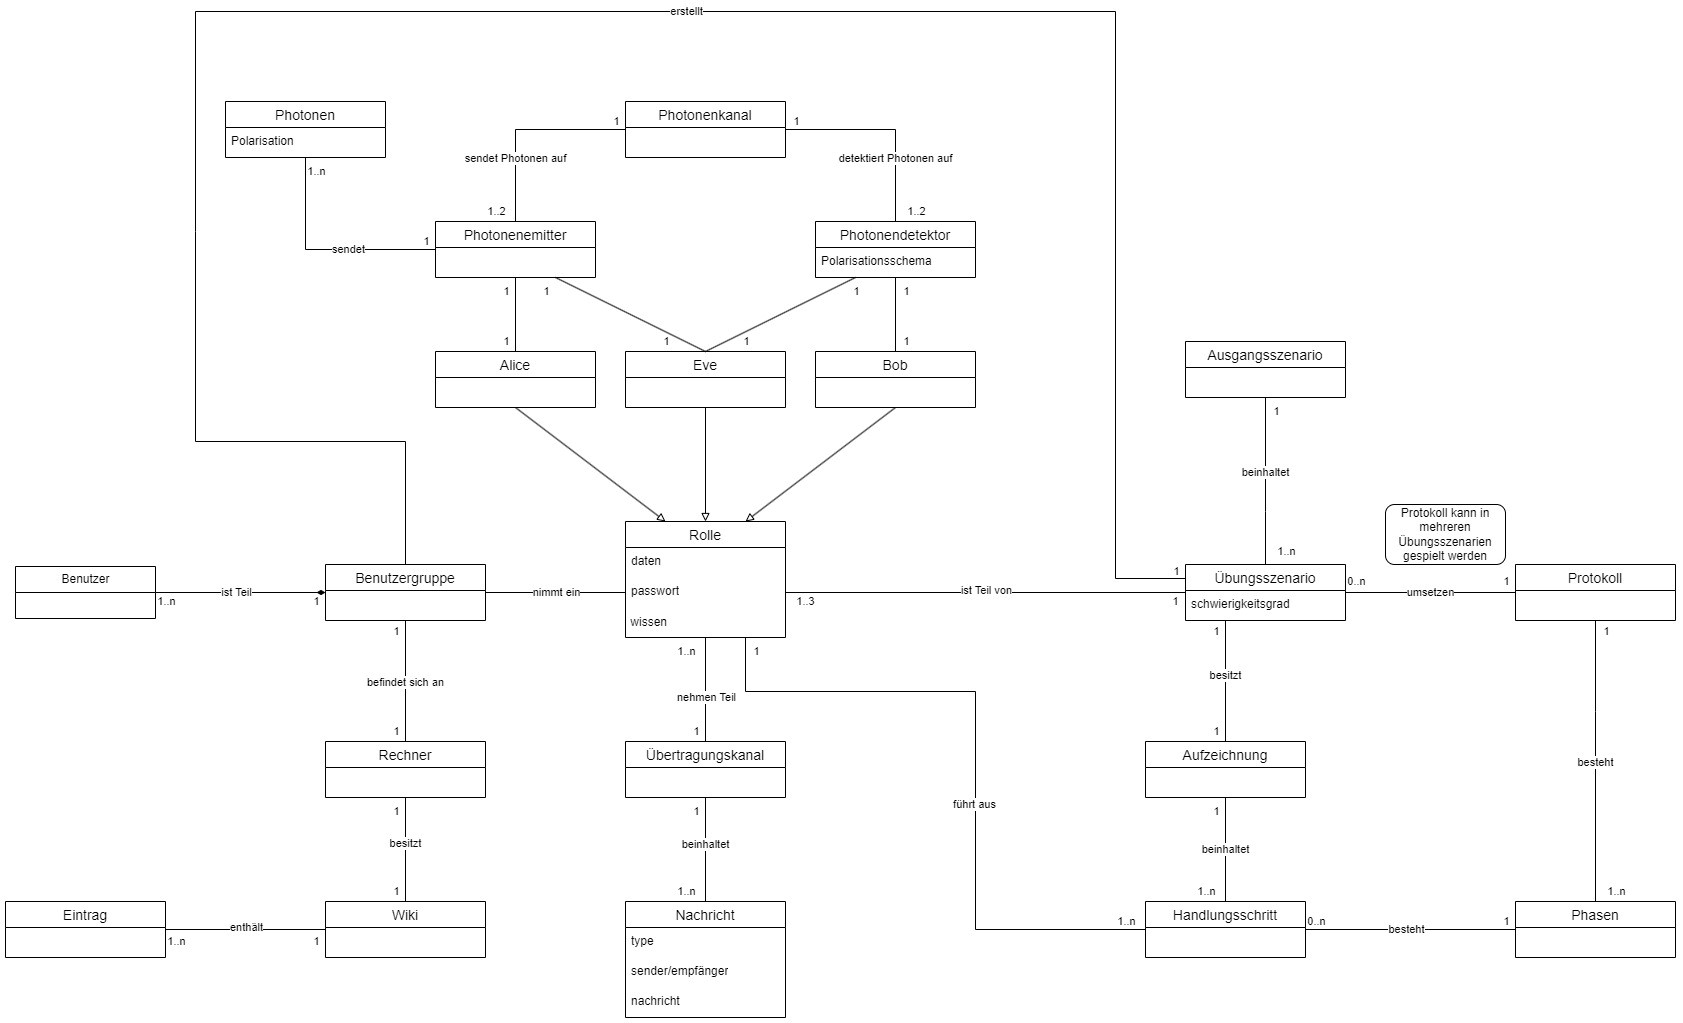 erstellt
Photonen
Polarisation
Photonenkanal
1
1
sendet Photonen auf
detektiert Photonen auf
1..n
1..2
1..2
Photonenemitter
Photonendetektor
Polarisationsschema
sendet
1
1
1
1
1
1
1
1
1
Alice
Eve
Bob
Ausgangsszenario
1
beinhaltet
1..n
Protokoll kann in
mehreren
Übungsszenarien
gespielt werden
Rolle
daten
passwort
wissen
Benutzer
1..n
ist Teil
1
Benutzergruppe
nimmt ein
1..3
ist Teil von
1
1
Übungsszenario
schwierigkeitsgrad
0..n
umsetzen
1
Protokoll
1
befindet sich an
1
1..n
nehmen Teil
1
1
führt aus
1..n
1
besitzt
1
1
besteht
1..n
Rechner
Übertragungskanal
Aufzeichnung
1
besitzt
1
1
beinhaltet
1..n
1
beinhaltet
1..n
Eintrag
1..n
enthält
1
Wiki
Nachricht
type
sender/empfänger
nachricht
Handlungsschritt
0..n
besteht
1
Phasen